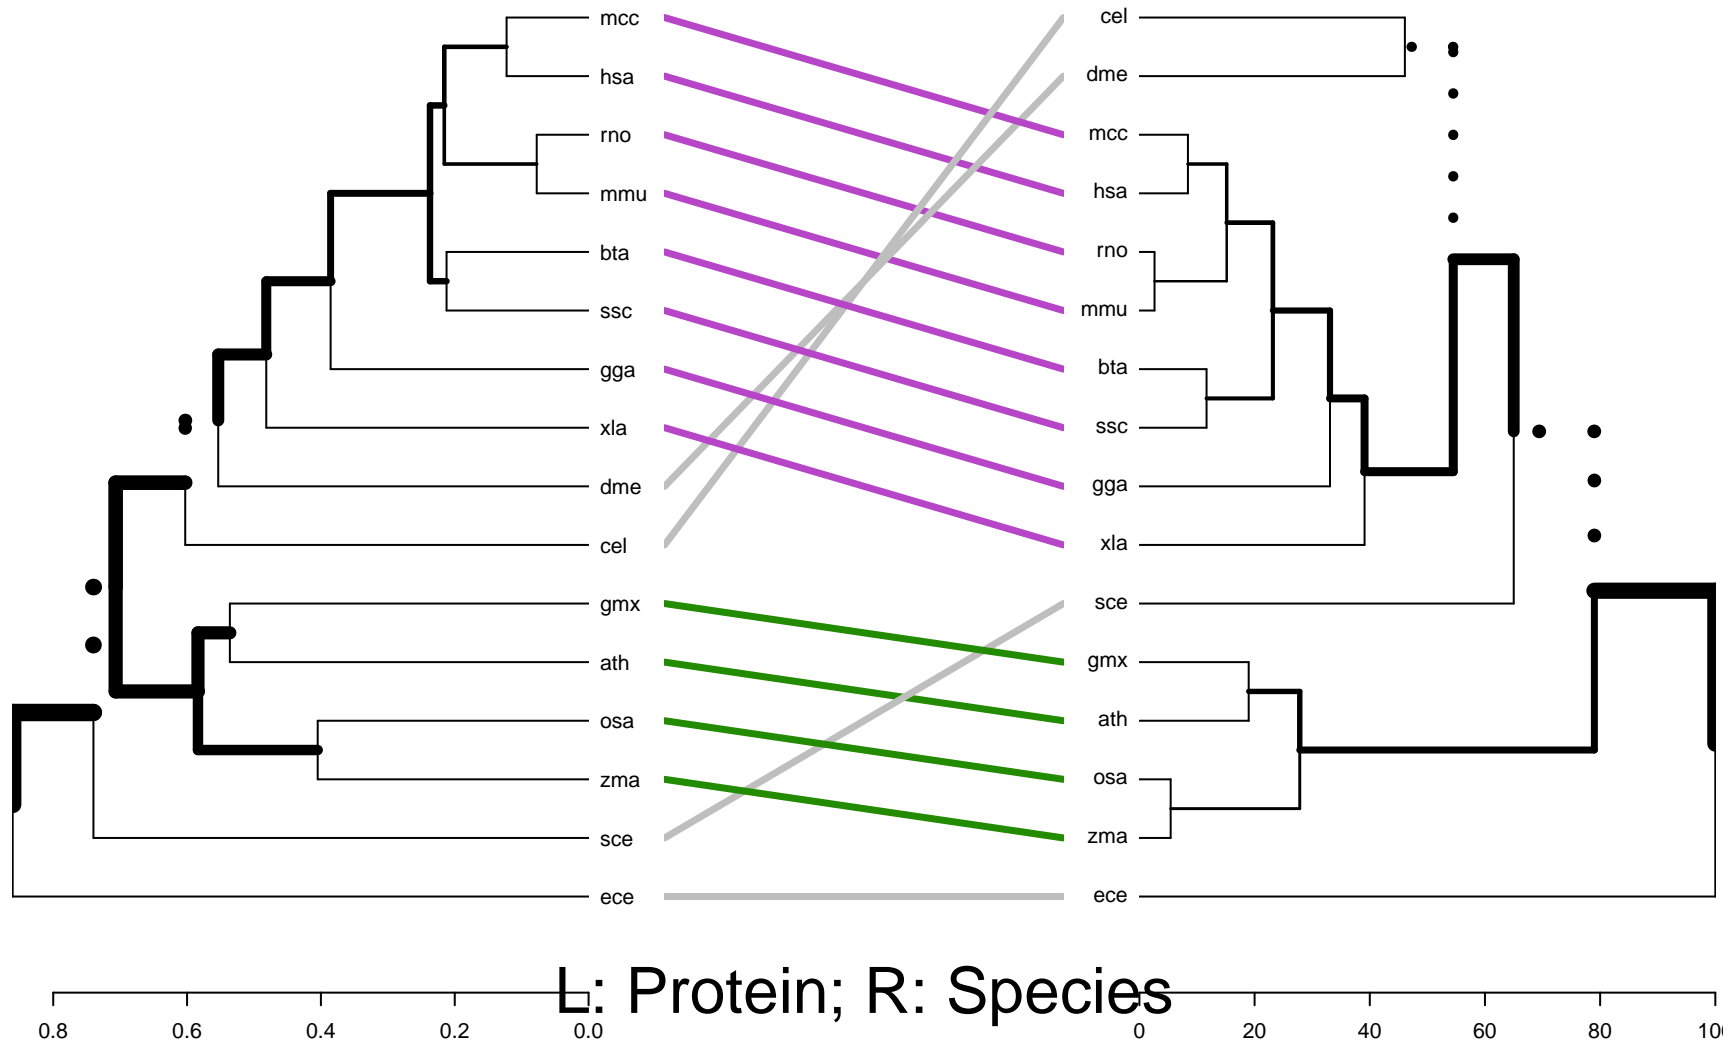 mcc cel
hsa dme
rno mcc
mmu hsa
bta rno
ssc mmu
gga bta
xla ssc
dme gga
cel xla
gmx sce
ath gmx
osa ath
zma osa
sce zma
ece ece
L: Protein; R: Species
0.8 0.6 0.4 0.2 0.0 0 20 40 60 80 100